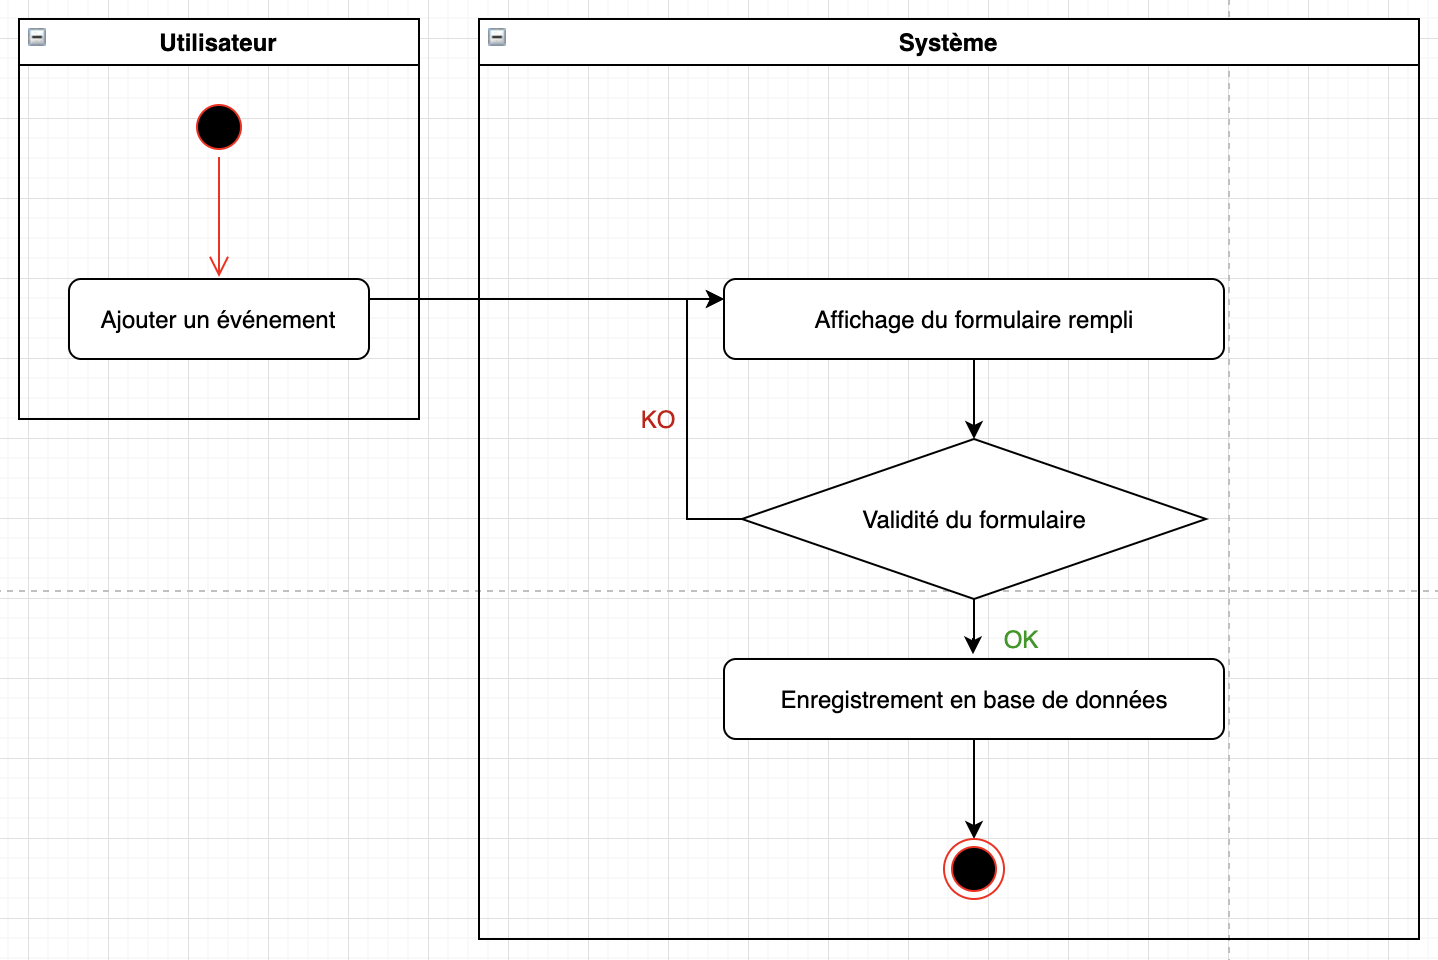 Utilisateur
Système
Ajouter un événement
Affichage du formulaire rempli
KO
Validité du formulaire
OK
Enregistrement en base de données